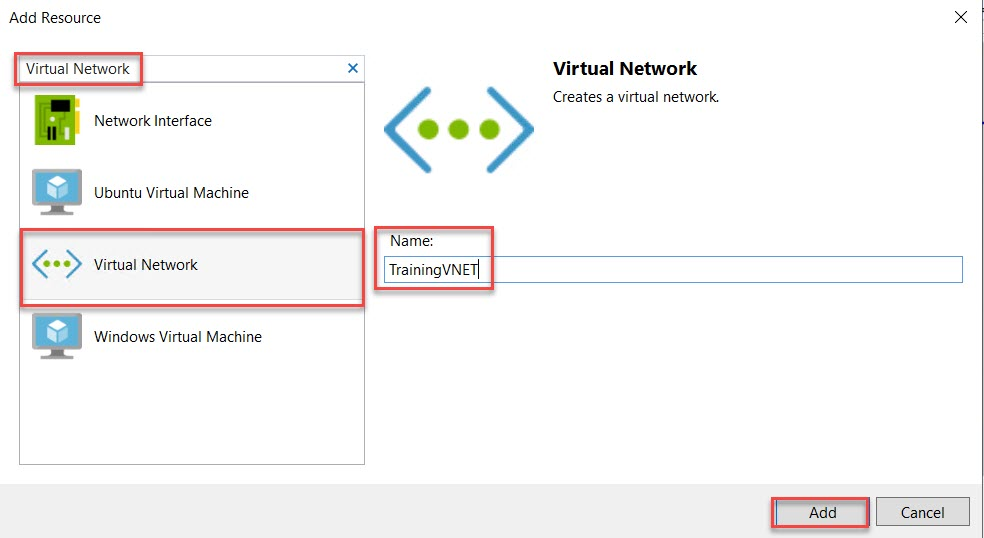 Add Resource
Virtual Network
Network Interface
Ubuntu Virtual Machine
Virtual Network
Windows Virtual Machine
Virtual Network
Creates a virtual network.
Name:
TrainingVNET
Add
Cancel